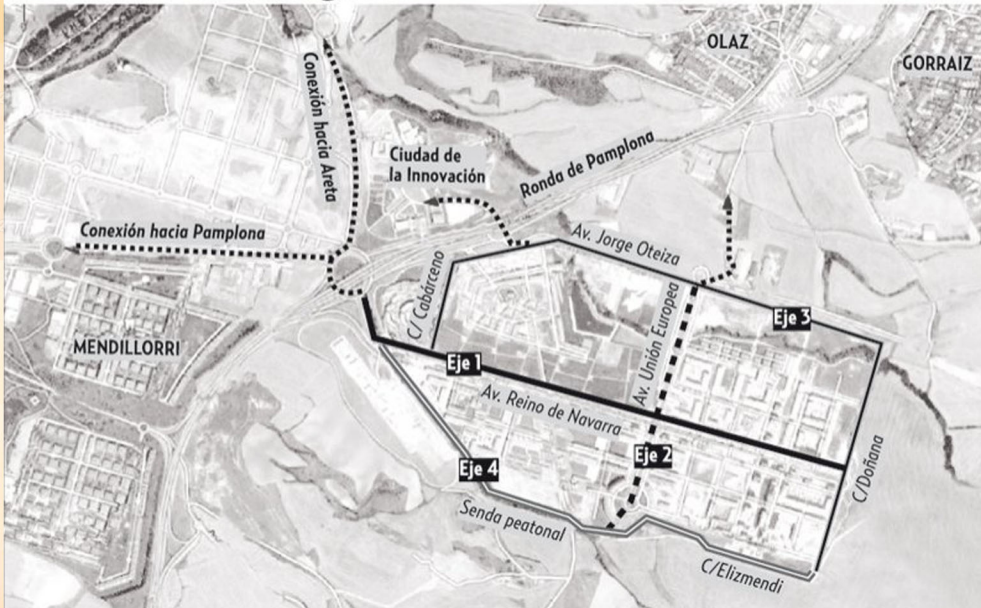 OLAZ
GORRAIZ
Conexión hacia Areta
Ciudad de
la Innovación
Ronda de Pamplona
Conexión hacia Pamplona
Av. Jorge Oteiza
C/ Cabárceno
Av. Unión Europea
Eje 3
MENDILLORRI
Eje 1
Av. Reino de Navarra
Eje 2
C/Doñana
Eje 4
Senda peatonal
C/Elizmendi